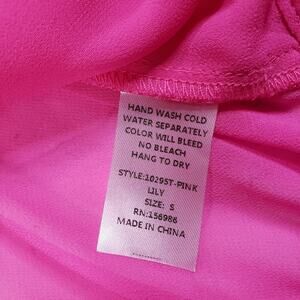 HAND WASH COLD
WATER SEPARATELY
COLOR WILL BLEED
NO BLEACH
HANG TO DRY
STYLE:10295T-PINK
LILY
SIZE: S
RN:156986
MADE IN CHINA